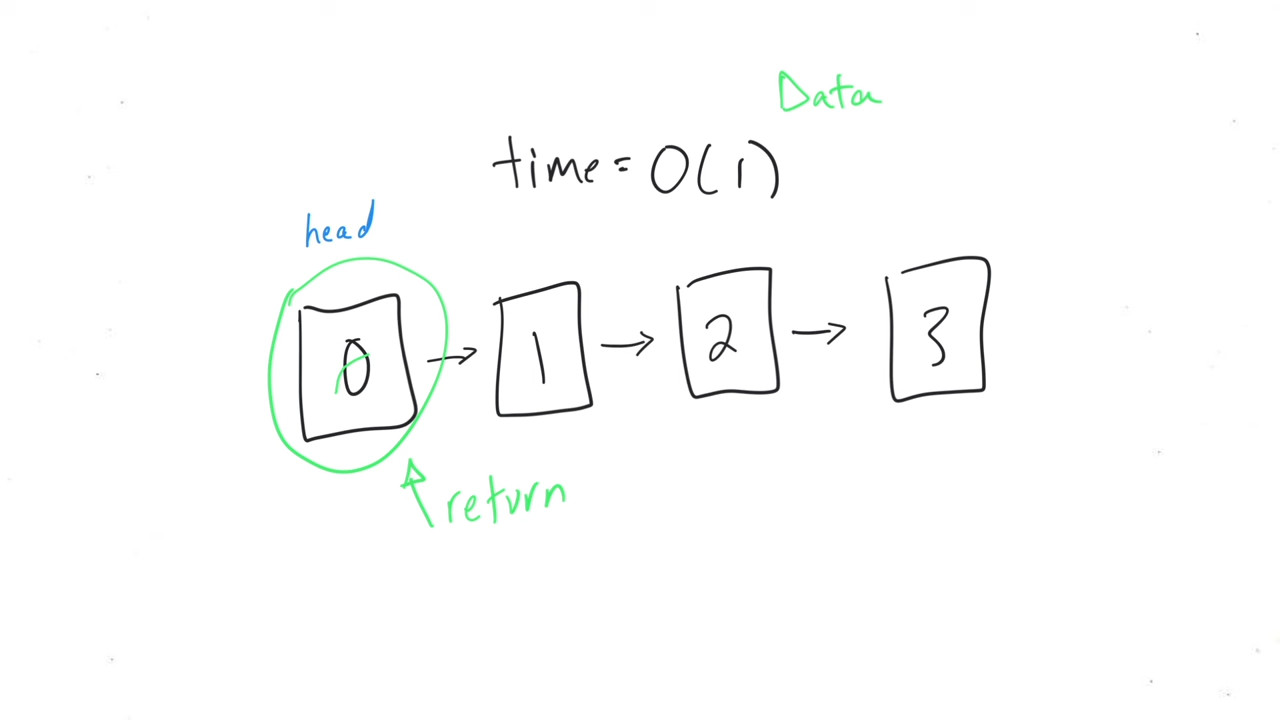 Data
time = O(1)
head
0 → 1 → 2 → 3
return